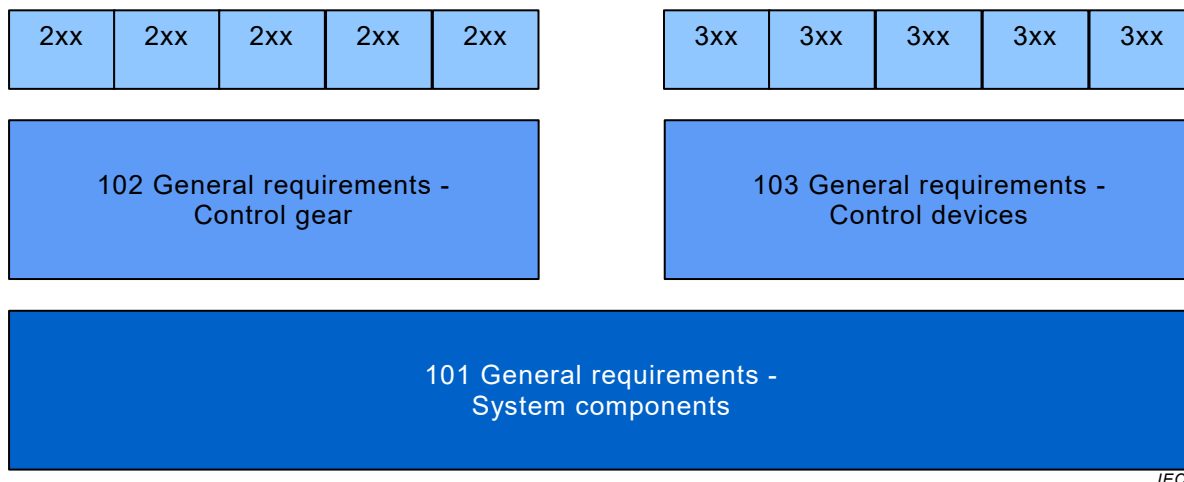 2xx 2xx 2xx 2xx 2xx 3xx 3xx 3xx 3xx 3xx
102 General requirements -
Control gear
103 General requirements -
Control devices
101 General requirements -
System components
IEC